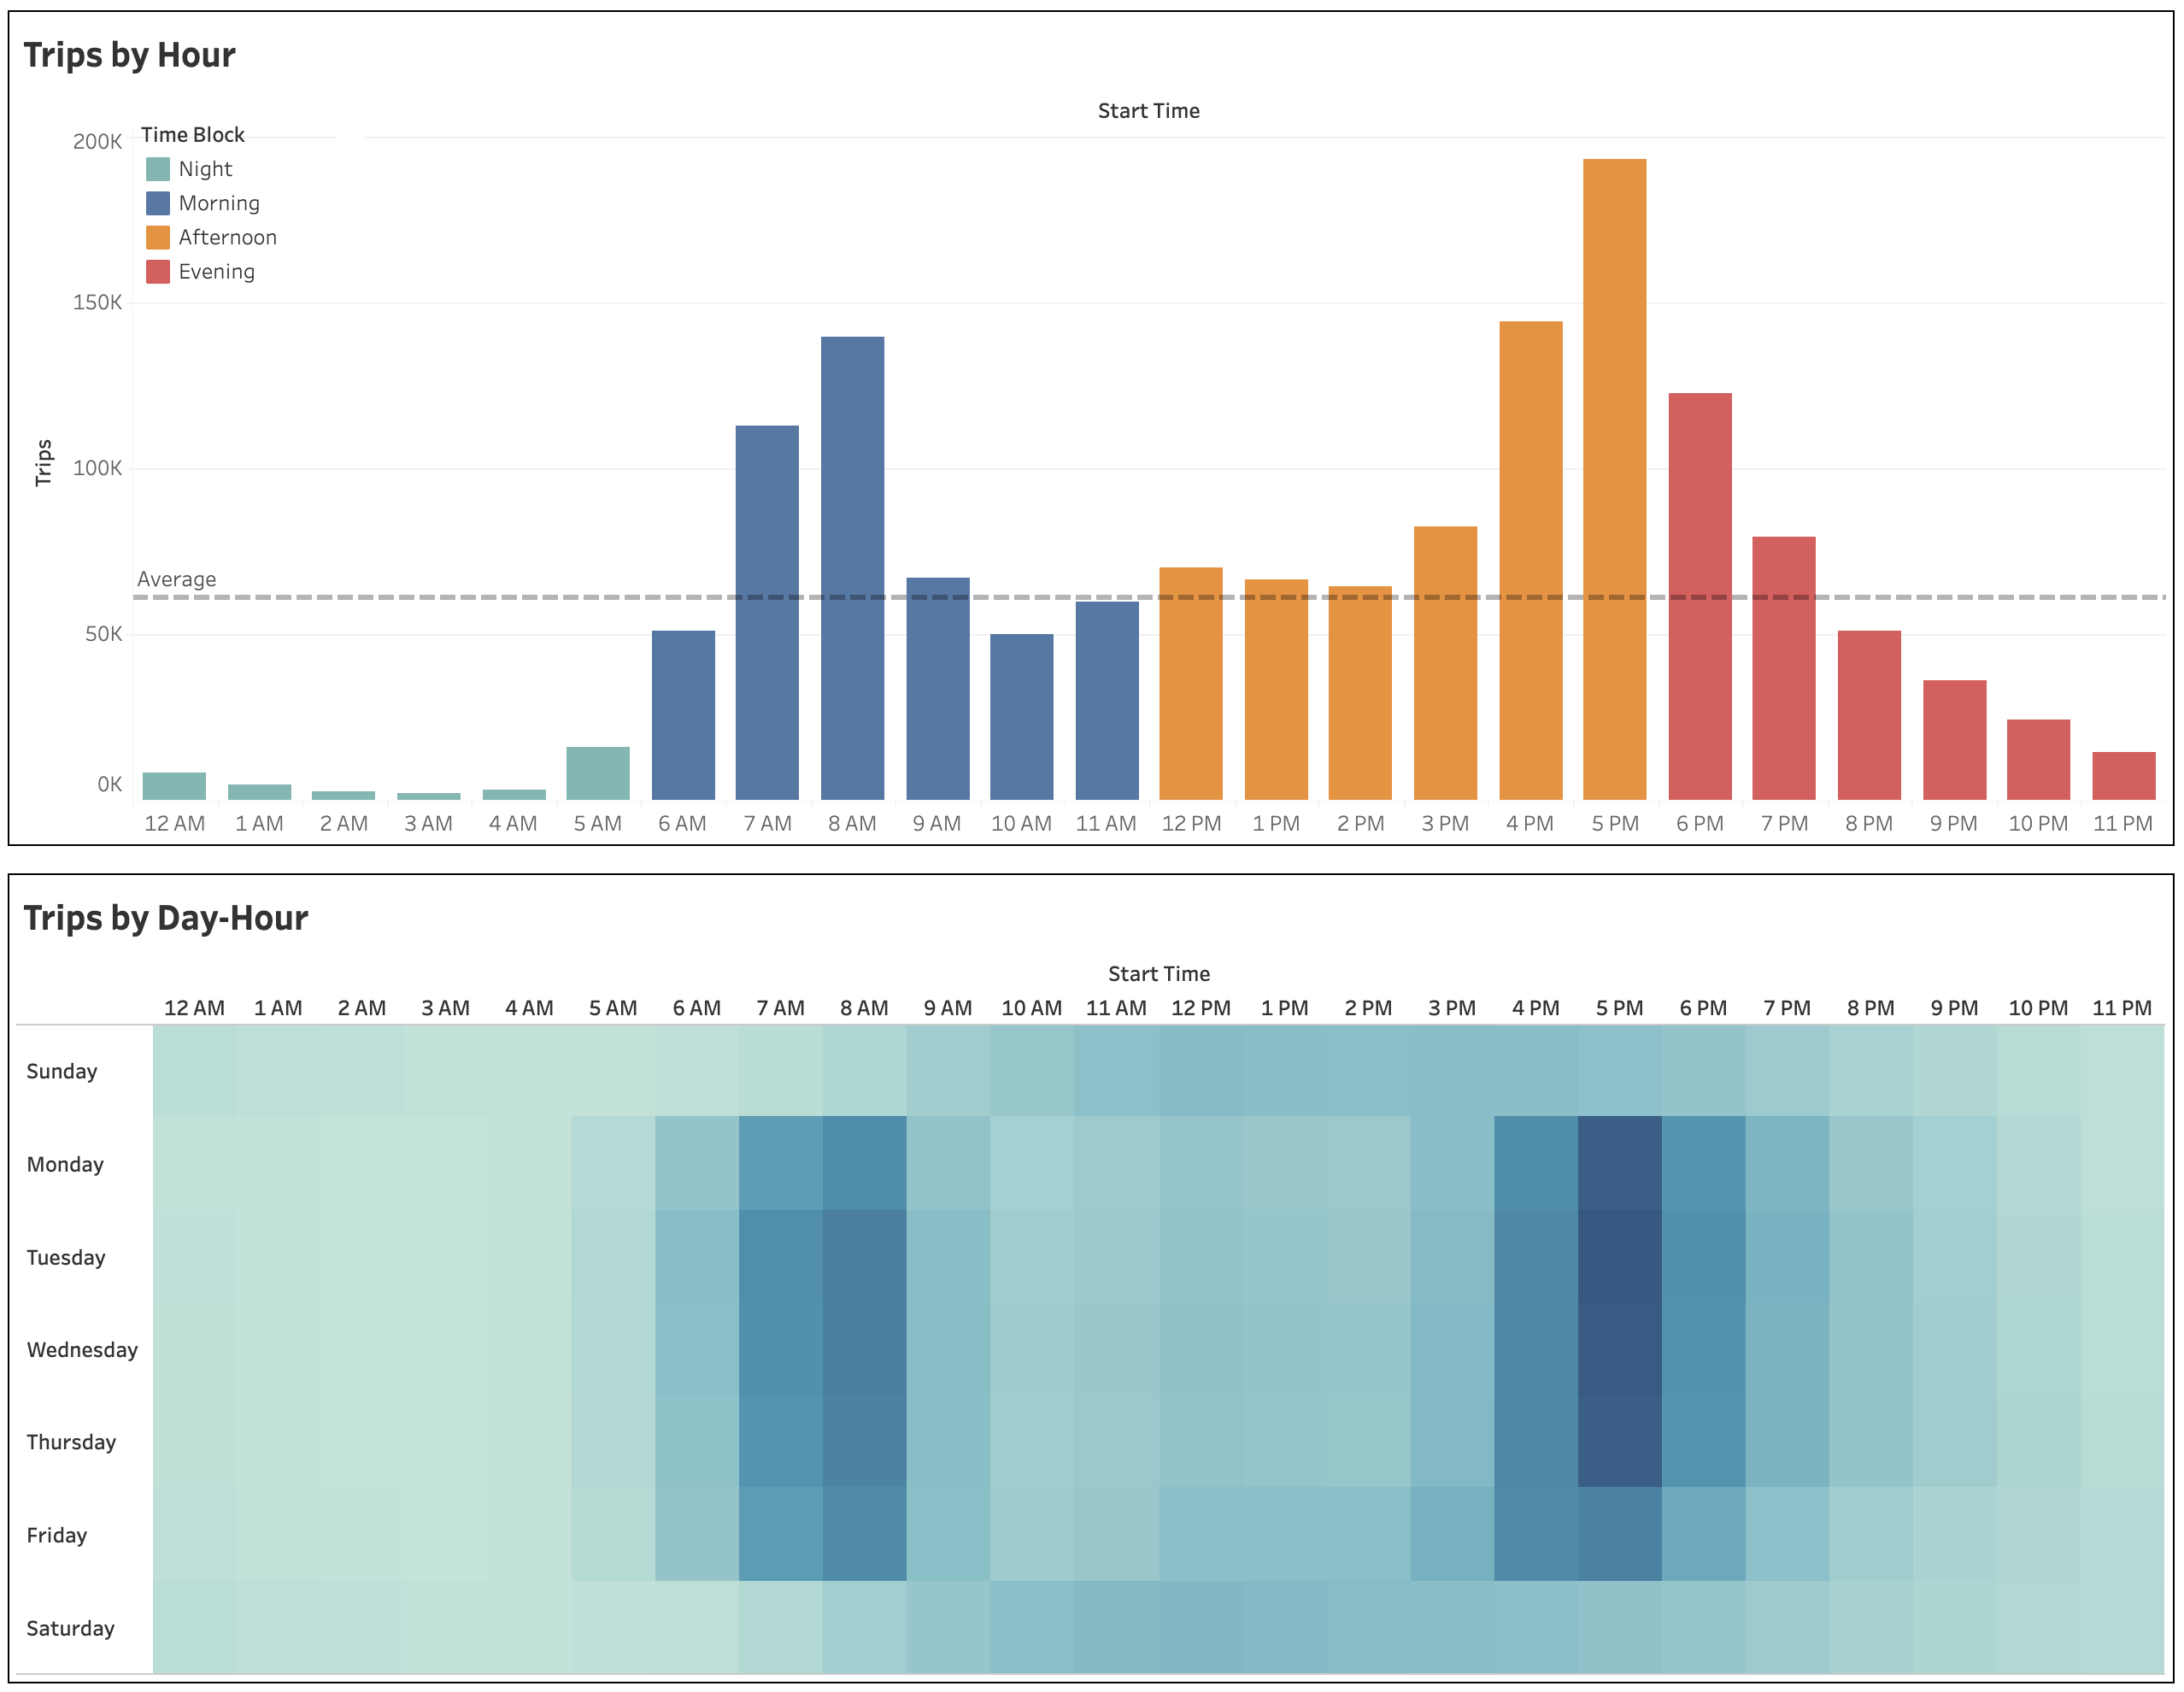 Trips by Hour
Start Time
Time Block
Night
Morning
Afternoon
Evening
200K
150K
100K
50K
0K
Trips
Average
12 AM 1 AM 2 AM 3 AM 4 AM 5 AM 6 AM 7 AM 8 AM 9 AM 10 AM 11 AM 12 PM 1 PM 2 PM 3 PM 4 PM 5 PM 6 PM 7 PM 8 PM 9 PM 10 PM 11 PM
Trips by Day-Hour
Start Time
12 AM 1 AM 2 AM 3 AM 4 AM 5 AM 6 AM 7 AM 8 AM 9 AM 10 AM 11 AM 12 PM 1 PM 2 PM 3 PM 4 PM 5 PM 6 PM 7 PM 8 PM 9 PM 10 PM 11 PM
Sunday
Monday
Tuesday
Wednesday
Thursday
Friday
Saturday